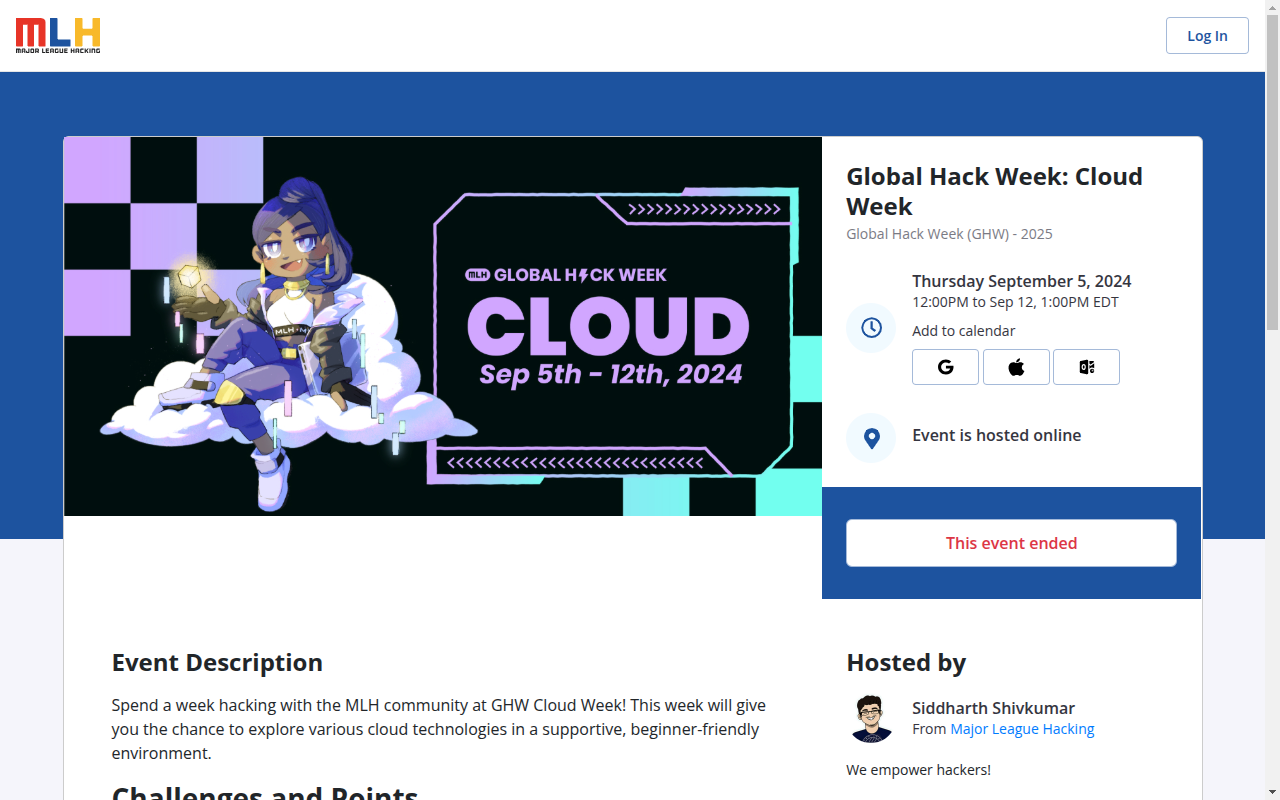 MLH
MAJOR LEAGUE HACKING
Log In
MLH GLOBAL HACK WEEK
CLOUD
Sep 5th - 12th, 2024
MLH
Global Hack Week: Cloud
Week
Global Hack Week (GHW) - 2025
Thursday September 5, 2024
12:00PM to Sep 12, 1:00PM EDT
Add to calendar
Event is hosted online
This event ended
Event Description
Spend a week hacking with the MLH community at GHW Cloud Week! This week will give
you the chance to explore various cloud technologies in a supportive, beginner-friendly
environment.
Challenges and Points
Hosted by
Siddharth Shivkumar
From Major League Hacking
We empower hackers!